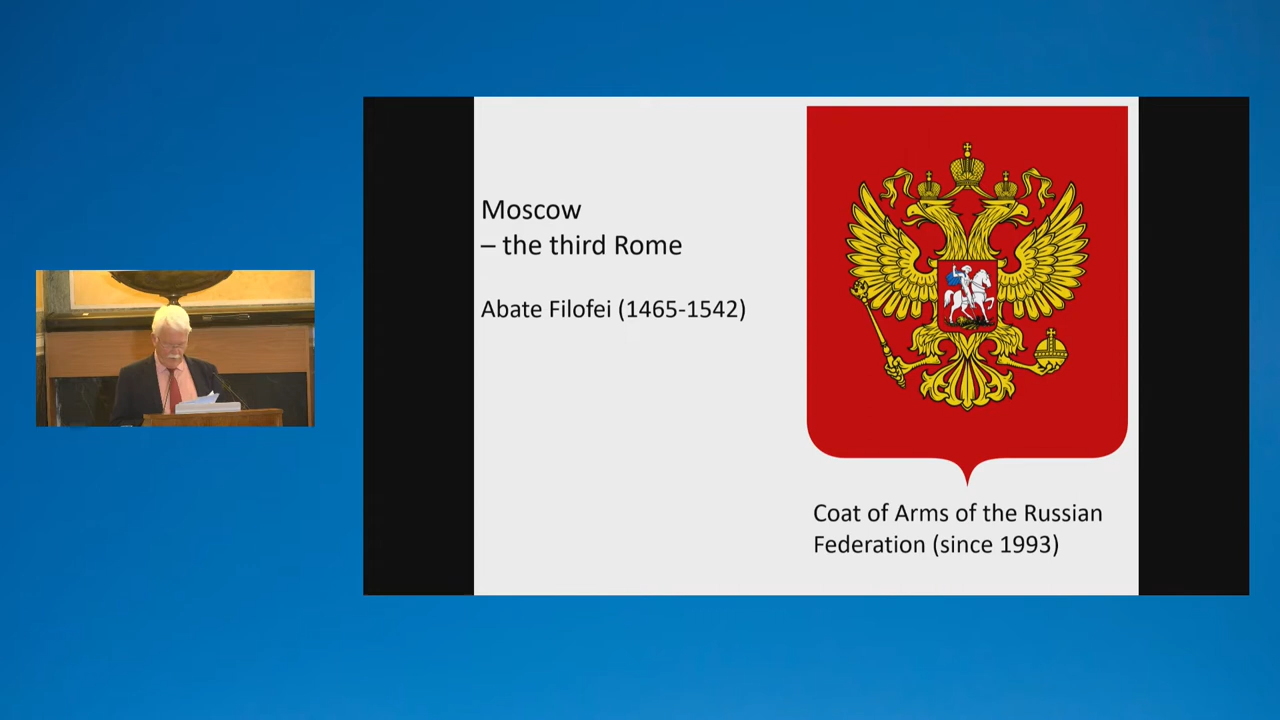 Moscow
– the third Rome
Abate Filofei (1465-1542)
Coat of Arms of the Russian
Federation (since 1993)